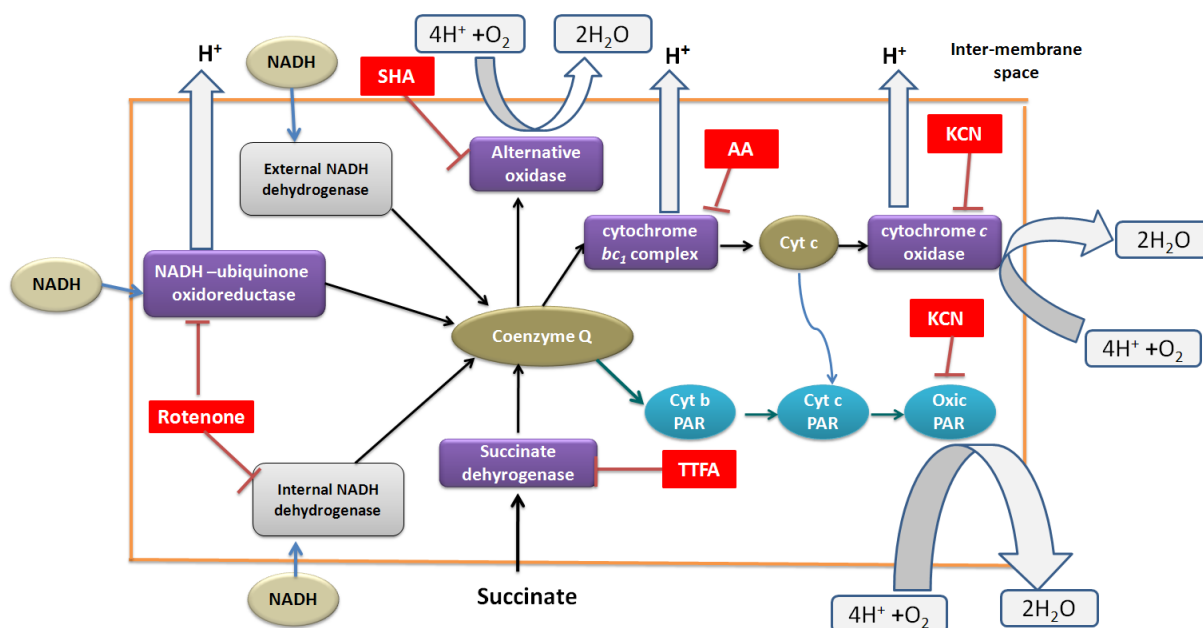 4H⁺ +O₂
2H₂O
H⁺
H⁺
H⁺
Inter-membrane
space
NADH
SHA
KCN
AA
External NADH
dehydrogenase
Alternative
oxidase
cytochrome
bc₁ complex
Cyt c
cytochrome c
oxidase
2H₂O
NADH
NADH –ubiquinone
oxidoreductase
Coenzyme Q
KCN
4H⁺ +O₂
Rotenone
Cyt b
PAR
Cyt c
PAR
Oxic
PAR
Succinate
dehyrogenase
TTFA
Internal NADH
dehydrogenase
NADH
Succinate
4H⁺ +O₂
2H₂O